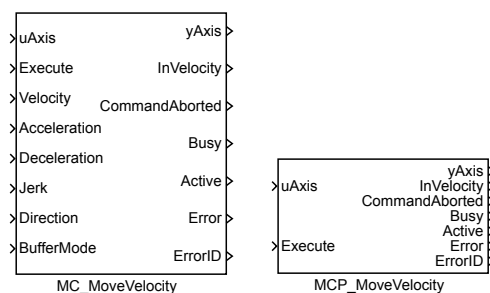 uAxis
Execute
Velocity
Acceleration
Deceleration
Jerk
Direction
BufferMode
yAxis
InVelocity
CommandAborted
Busy
Active
Error
ErrorID
MC_MoveVelocity
uAxis
Execute
yAxis
InVelocity
CommandAborted
Busy
Active
Error
ErrorID
MCP_MoveVelocity